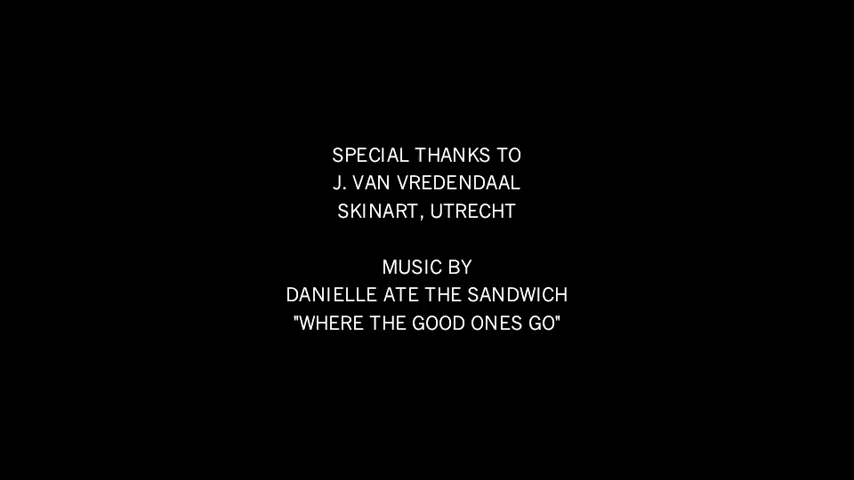 SPECIAL THANKS TO
J. VAN VREDENDAAL
SKINART, UTRECHT
MUSIC BY
DANIELLE ATE THE SANDWICH
"WHERE THE GOOD ONES GO"